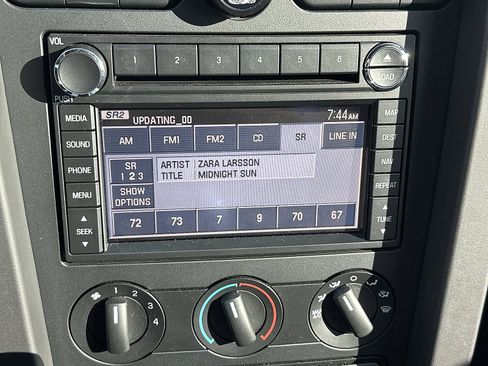 VOL
1 2 3 4 5 6
LOAD
PUSH
SR2 UPDATING_00 7:44AM
MEDIA MAP
AM FM1 FM2 CD SR LINE IN
SOUND DEST
SR ARTIST ZARA LARSSON
1 2 3 TITLE MIDNIGHT SUN
PHONE NAV
SHOW
OPTIONS
MENU REPEAT
72 73 7 9 70 67
SEEK TUNE
1 2 3 4
MAX
A/C